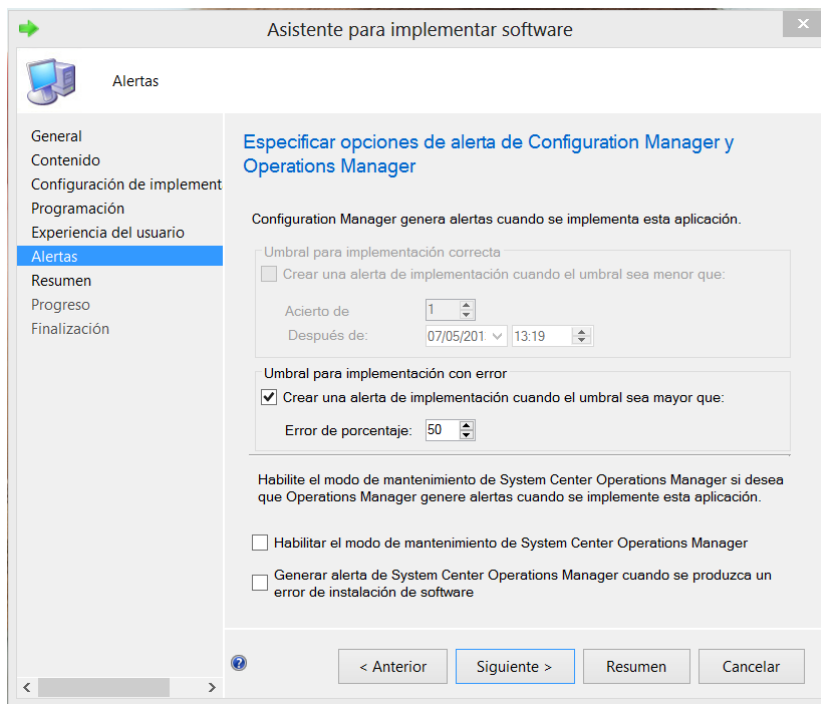 Asistente para implementar software
Alertas
General
Contenido
Configuración de implement
Programación
Experiencia del usuario
Alertas
Resumen
Progreso
Finalización
Especificar opciones de alerta de Configuration Manager y
Operations Manager
Configuration Manager genera alertas cuando se implementa esta aplicación.
Umbral para implementación correcta
Crear una alerta de implementación cuando el umbral sea menor que:
Acierto de
1
Después de:
07/05/201
13:19
Umbral para implementación con error
Crear una alerta de implementación cuando el umbral sea mayor que:
Error de porcentaje:
50
Habilite el modo de mantenimiento de System Center Operations Manager si desea
que Operations Manager genere alertas cuando se implemente esta aplicación.
Habilitar el modo de mantenimiento de System Center Operations Manager
Generar alerta de System Center Operations Manager cuando se produzca un
error de instalación de software
< Anterior
Siguiente >
Resumen
Cancelar